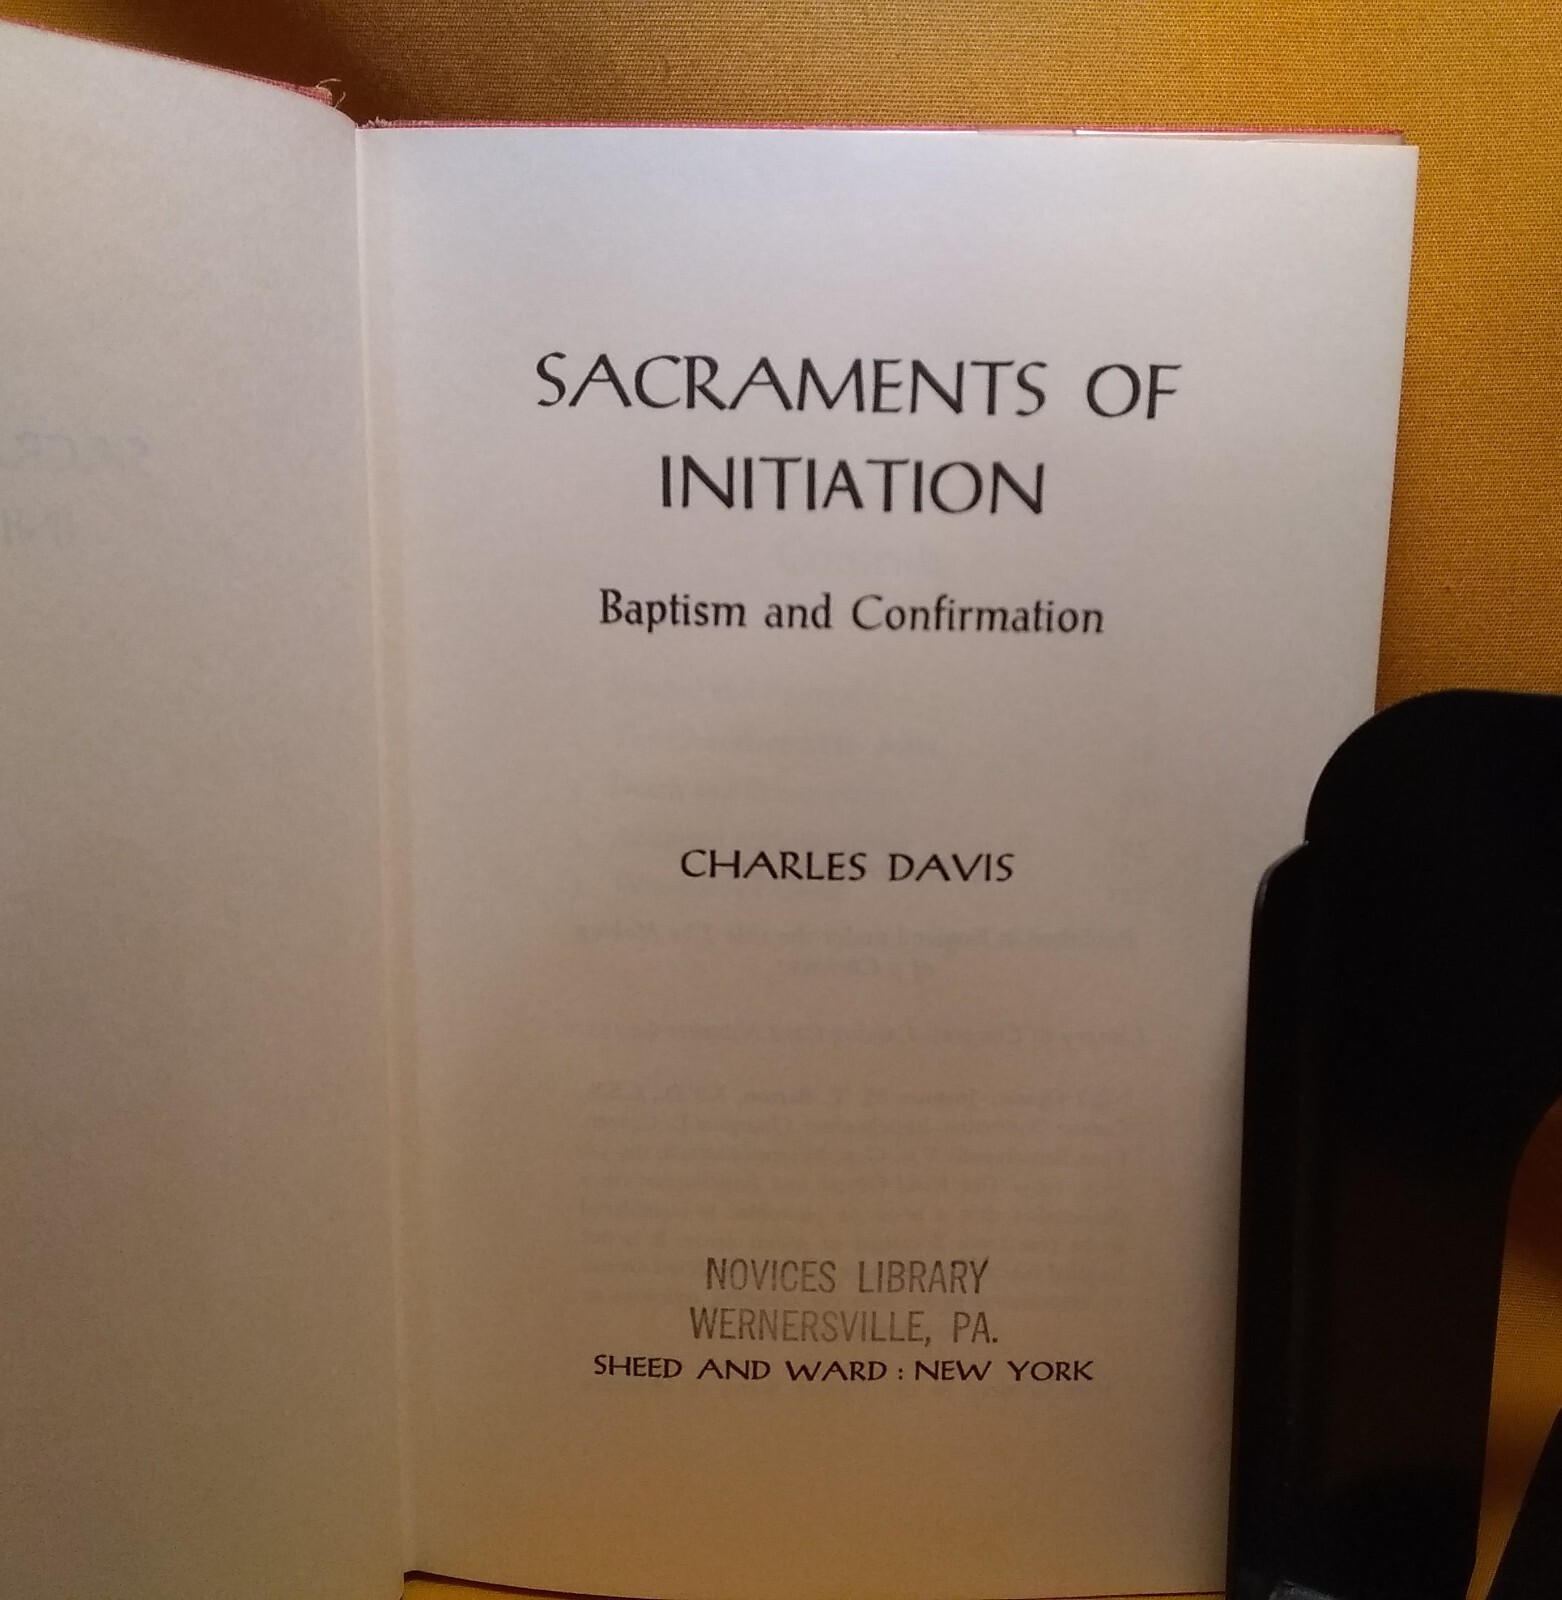 SACRAMENTS OF
INITIATION
Baptism and Confirmation
CHARLES DAVIS
NOVICES LIBRARY
WERNERSVILLE, PA.
SHEED AND WARD : NEW YORK